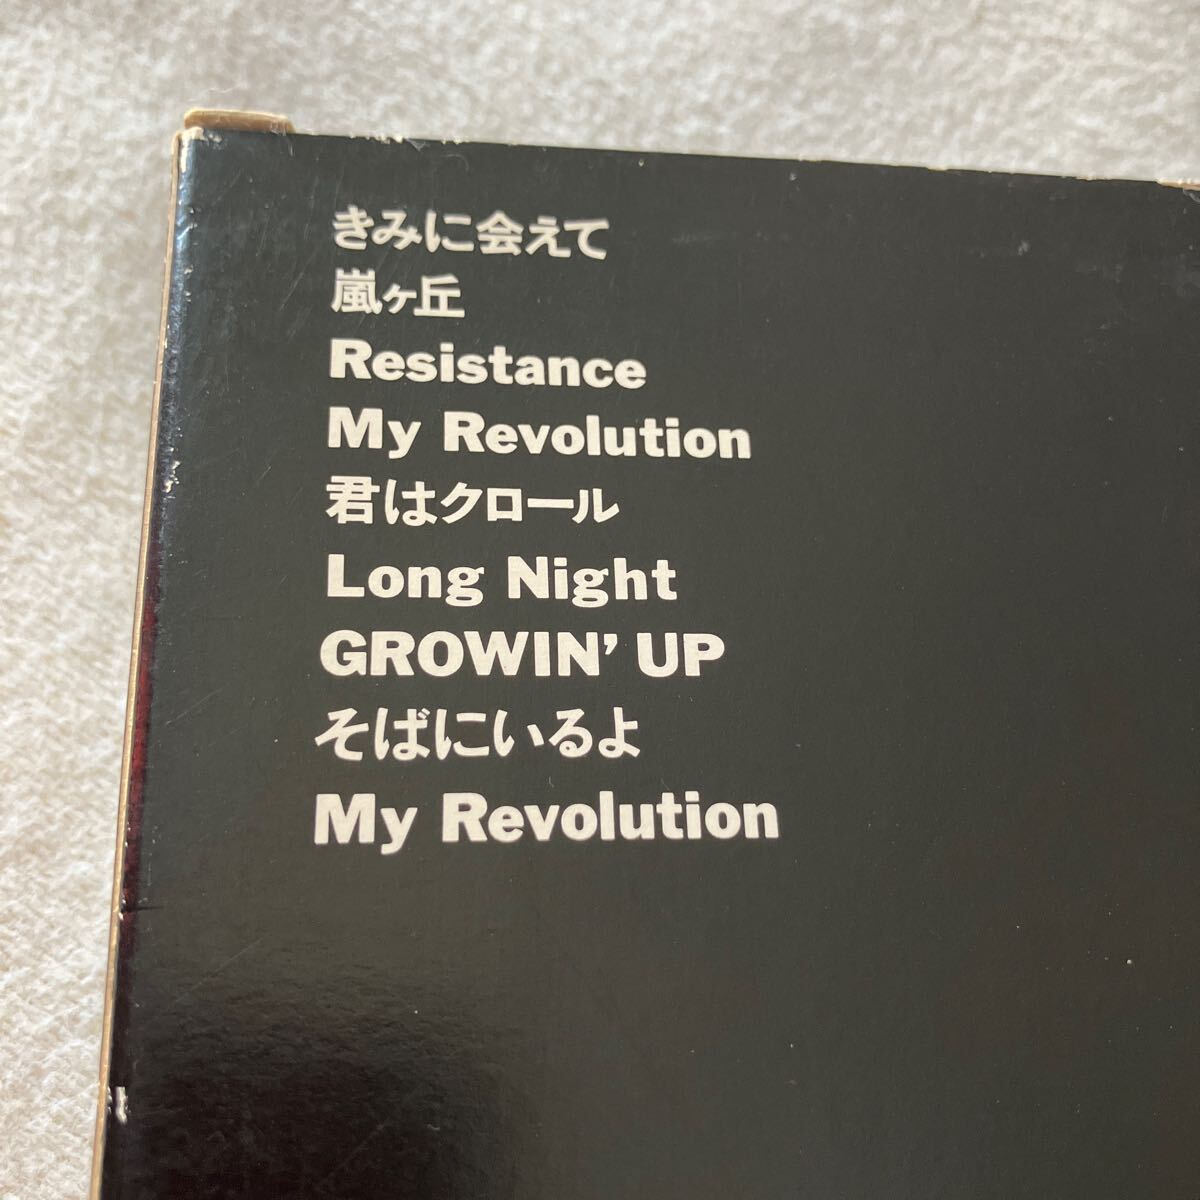 きみに会えて
嵐ヶ丘
Resistance
My Revolution
君はクロール
Long Night
GROWIN' UP
そばにいるよ
My Revolution